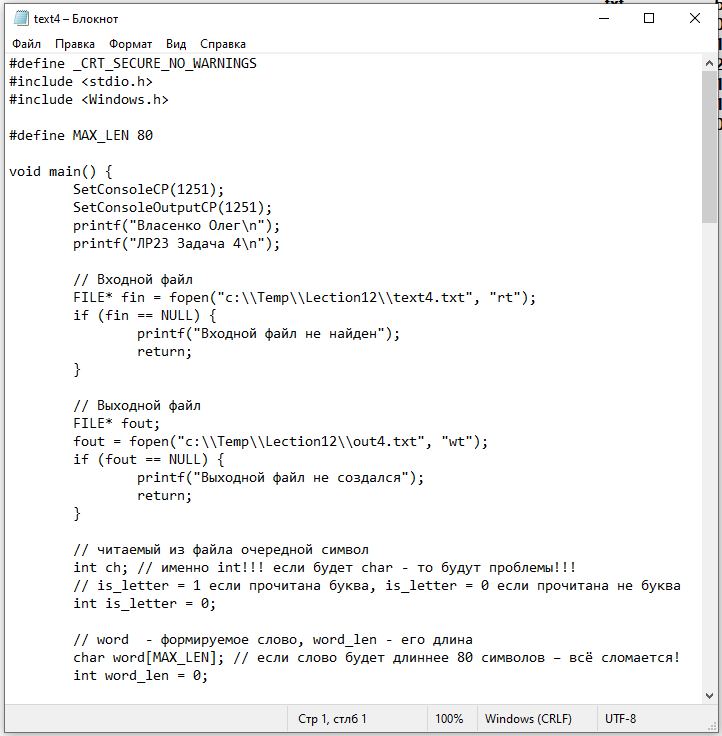 text4 – Блокнот
Файл Правка Формат Вид Справка
#define _CRT_SECURE_NO_WARNINGS
#include <stdio.h>
#include <Windows.h>

#define MAX_LEN 80

void main() {
        SetConsoleCP(1251);
        SetConsoleOutputCP(1251);
        printf("Власенко Олег\n");
        printf("ЛР23 Задача 4\n");

        // Входной файл
        FILE* fin = fopen("c:\\Temp\\Lection12\\text4.txt", "rt");
        if (fin == NULL) {
                printf("Входной файл не найден");
                return;
        }

        // Выходной файл
        FILE* fout;
        fout = fopen("c:\\Temp\\Lection12\\out4.txt", "wt");
        if (fout == NULL) {
                printf("Выходной файл не создался");
                return;
        }

        // читаемый из файла очередной символ
        int ch; // именно int!!! если будет char - то будут проблемы!!!
        // is_letter = 1 если прочитана буква, is_letter = 0 если прочитана не буква
        int is_letter = 0;

        // word  - формируемое слово, word_len - его длина
        char word[MAX_LEN]; // если слово будет длиннее 80 символов – всё сломается!
        int word_len = 0;
Стр 1, стлб 1 100% Windows (CRLF) UTF-8